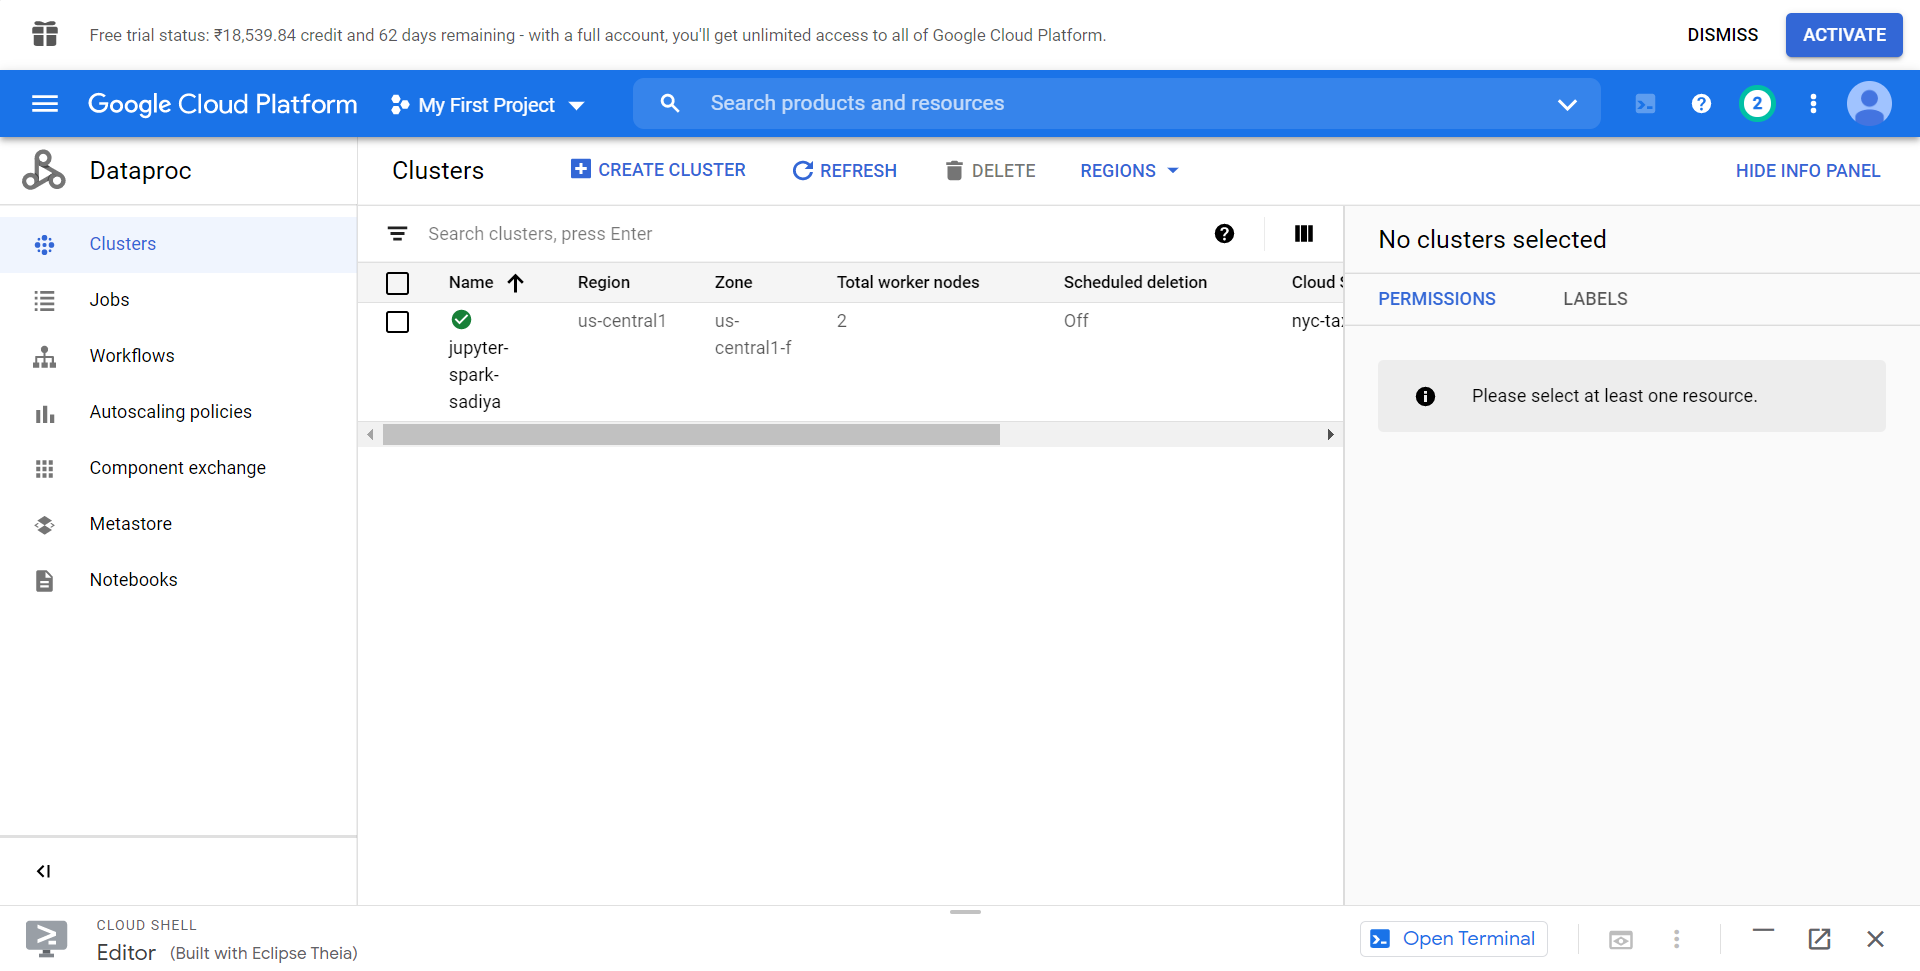 Free trial status: ₹18,539.84 credit and 62 days remaining - with a full account, you'll get unlimited access to all of Google Cloud Platform.
DISMISS
ACTIVATE
Google Cloud Platform
My First Project
Search products and resources
2
Dataproc
Clusters
CREATE CLUSTER
REFRESH
DELETE
REGIONS
HIDE INFO PANEL
Clusters
Jobs
Workflows
Autoscaling policies
Component exchange
Metastore
Notebooks
Search clusters, press Enter
Name
Region
Zone
Total worker nodes
Scheduled deletion
Cloud S
jupyter-
spark-
sadiya
us-central1
us-
central1-f
2
Off
nyc-tax
No clusters selected
PERMISSIONS
LABELS
Please select at least one resource.
CLOUD SHELL
Editor (Built with Eclipse Theia)
Open Terminal